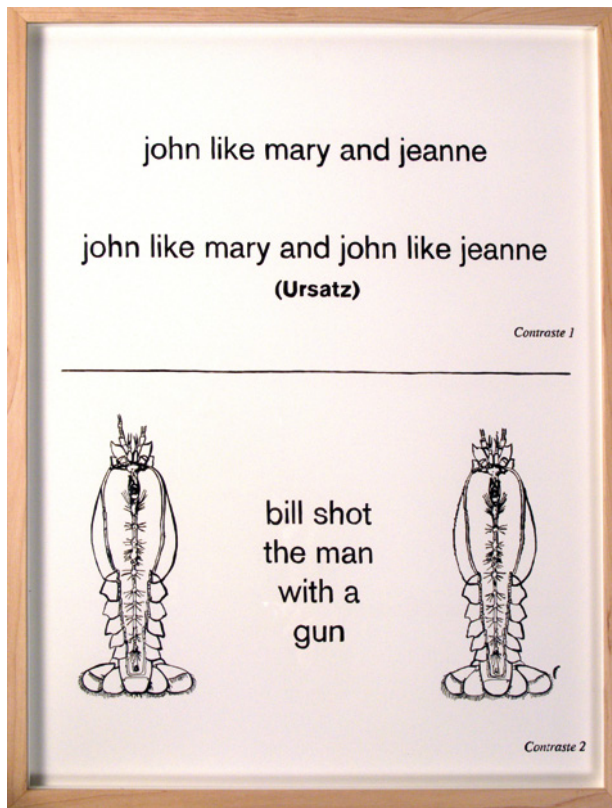 john like mary and jeanne
john like mary and john like jeanne
(Ursatz)
Contraste 1
bill shot
the man
with a
gun
Contraste 2